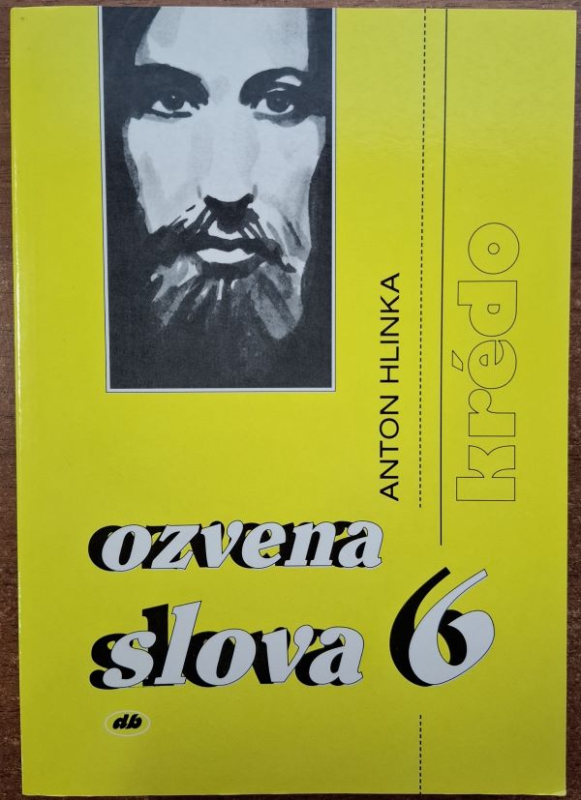 ANTON HLINKA
krédo
ozvena
slova 6
db